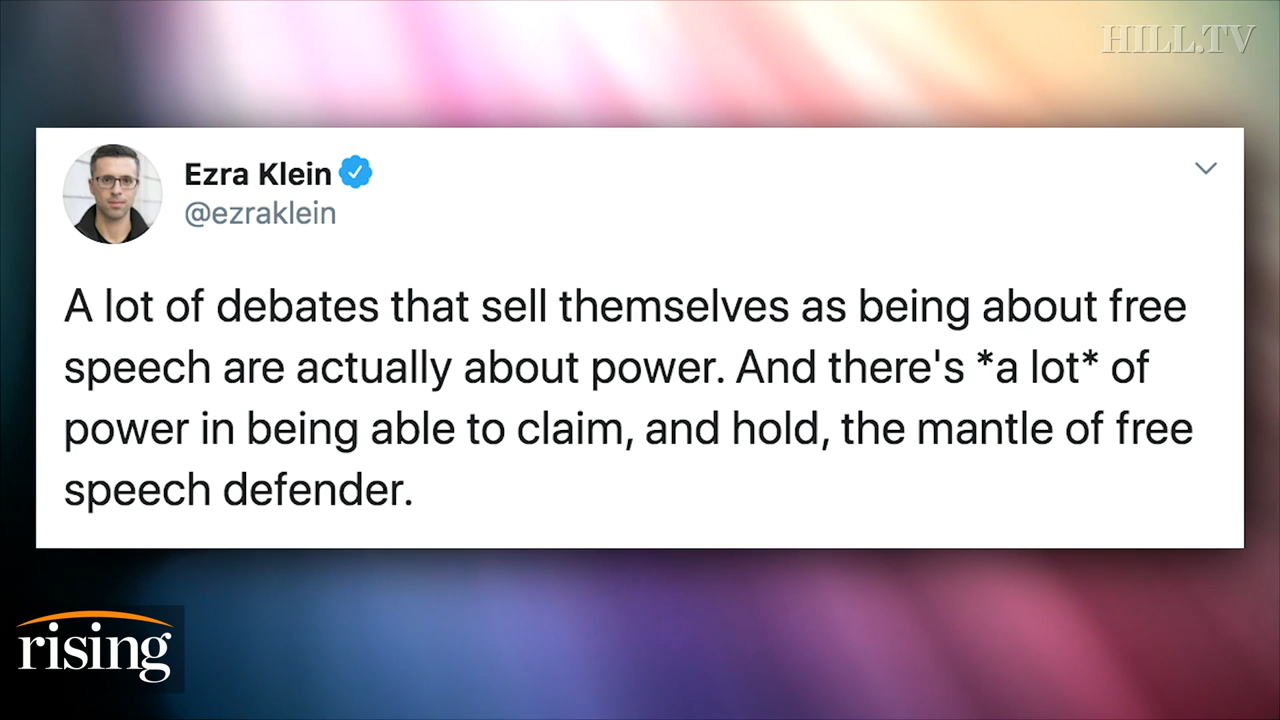 HILL.TV
Ezra Klein
@ezraklein
A lot of debates that sell themselves as being about free
speech are actually about power. And there's *a lot* of
power in being able to claim, and hold, the mantle of free
speech defender.
rising